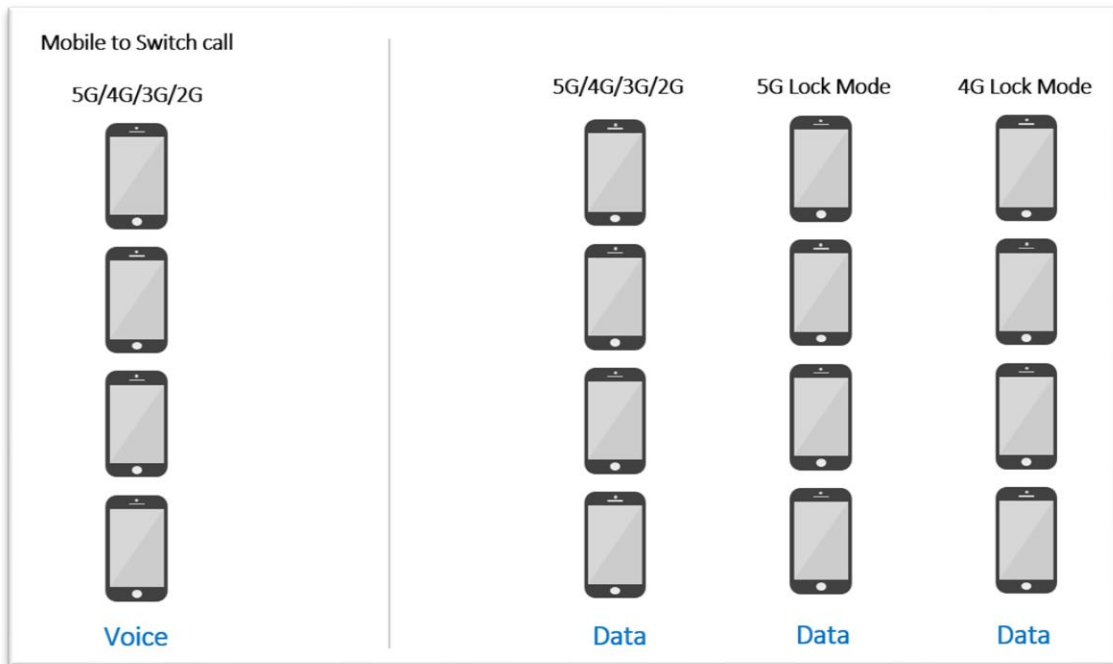 Mobile to Switch call
5G/4G/3G/2G
5G/4G/3G/2G
5G Lock Mode
4G Lock Mode
Voice
Data
Data
Data